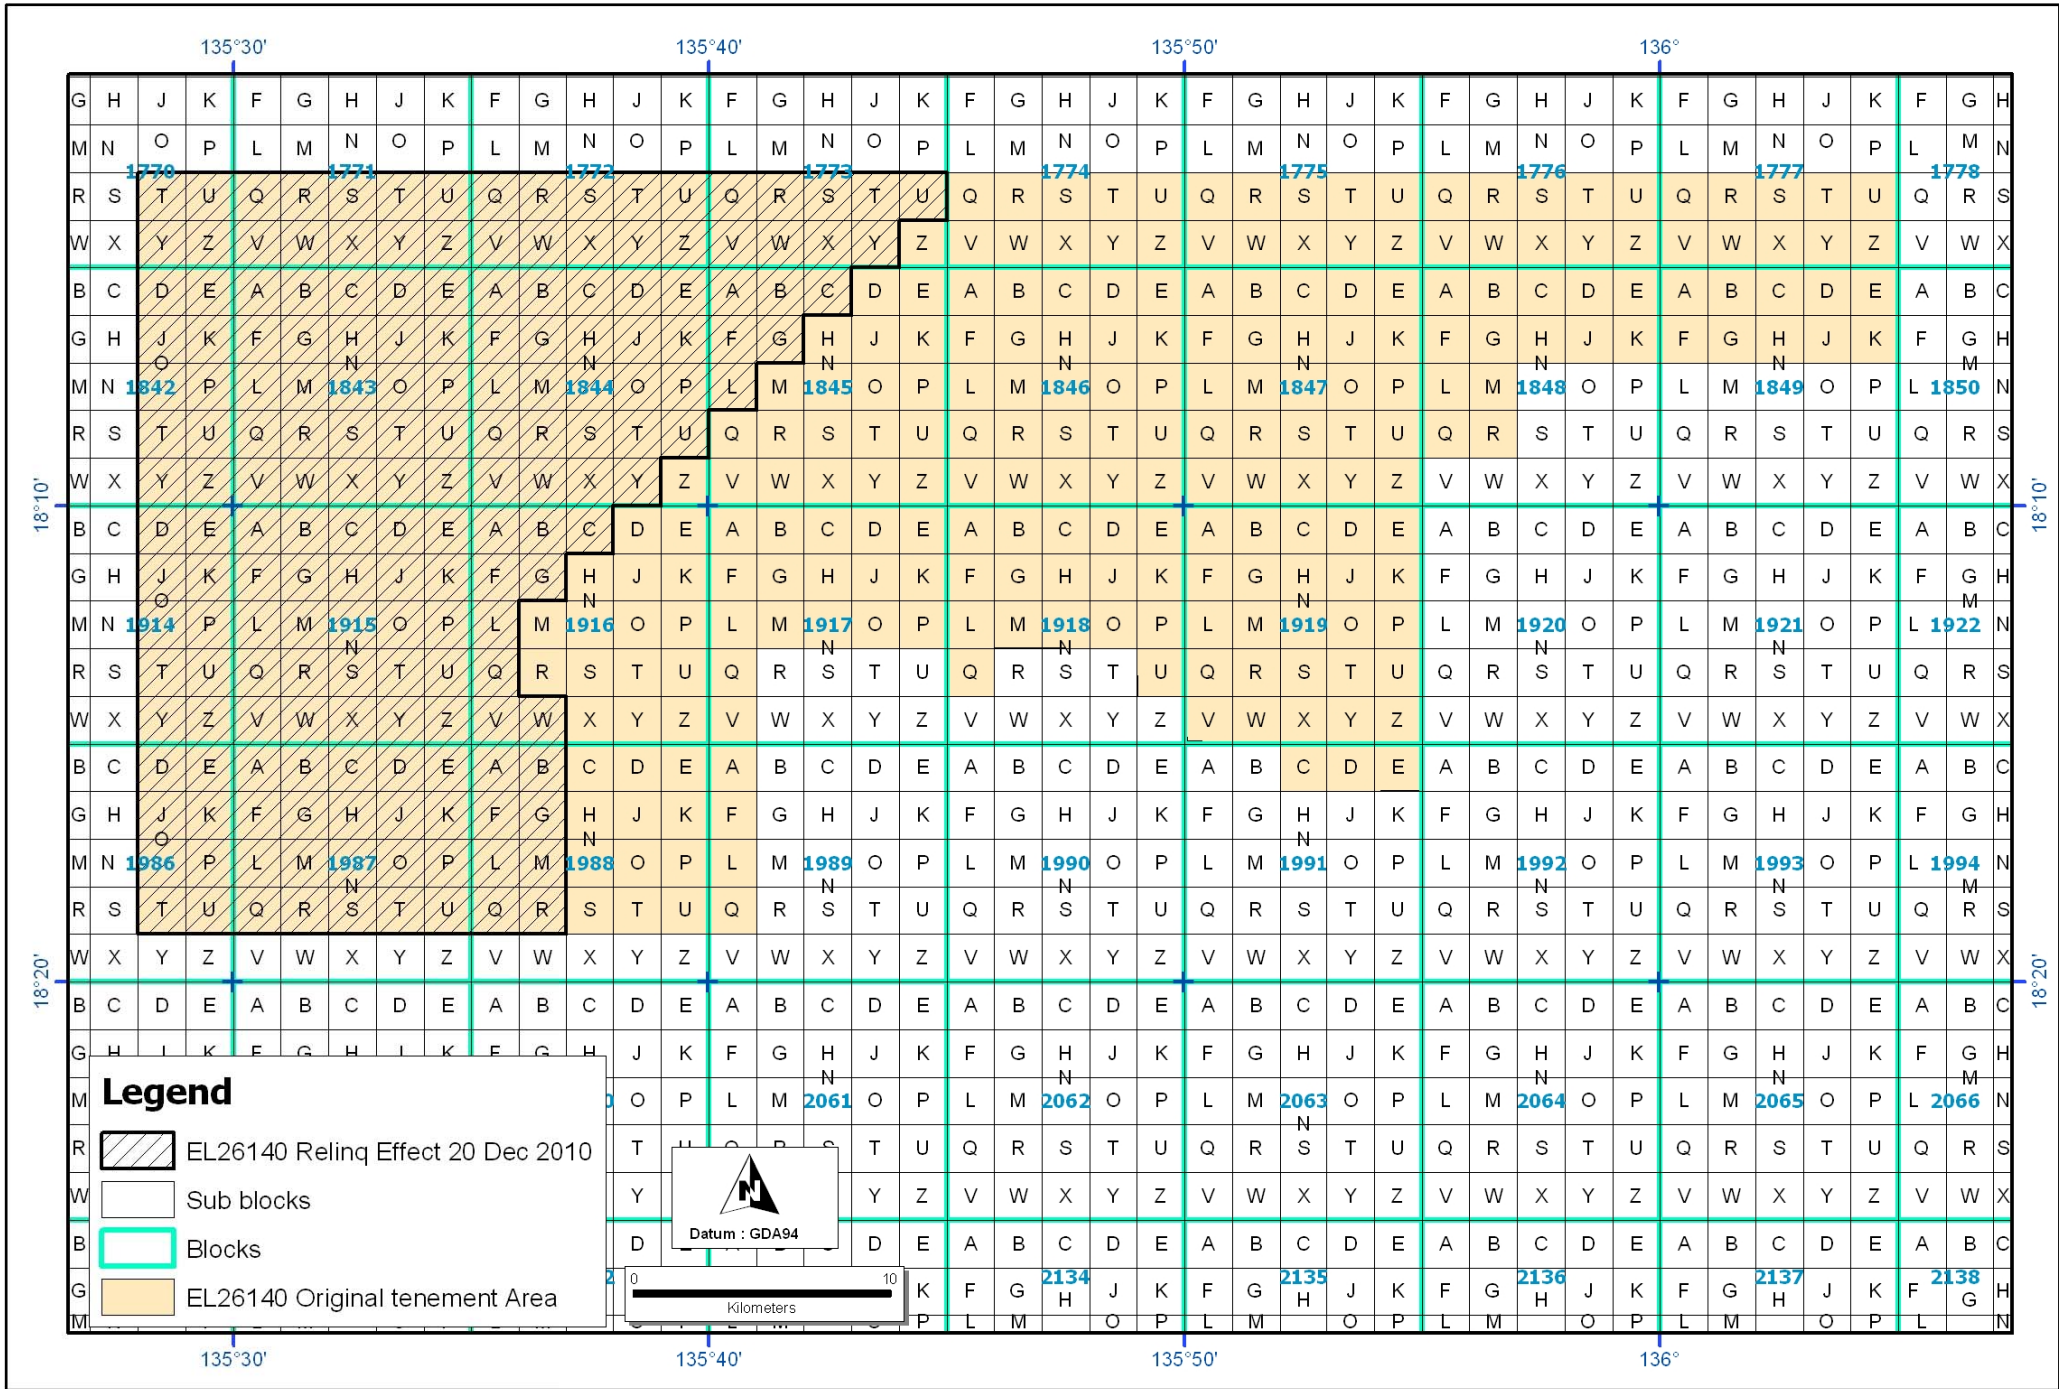 135°30' 135°40' 135°50' 136°
G H J K F G H J K F G H J K F G H J K F G H J K F G H J K F G H J K F G H J K F G H
M N O P L M N O P L M N O P L M N O P L M N O P L M N O P L M N O P L M N O P L M N
1770 1771 1772 1773 1774 1775 1776 1777 1778
R S T U Q R S T U Q R S T U Q R S T U Q R S T U Q R S T U Q R S T U Q R S T U Q R S
W X Y Z V W X Y Z V W X Y Z V W X Y Z V W X Y Z V W X Y Z V W X Y Z V W X Y Z V W X
B C D E A B C D E A B C D E A B C D E A B C D E A B C D E A B C D E A B C D E A B C
G H J K F G H J K F G H J K F G H J K F G H J K F G H J K F G H J K F G H J K F G H
O N N N N N N N M
M N 1842 P L M 1843 O P L M 1844 O P L M 1845 O P L M 1846 O P L M 1847 O P L M 1848 O P L M 1849 O P L 1850 N
R S T U Q R S T U Q R S T U Q R S T U Q R S T U Q R S T U Q R S T U Q R S T U Q R S
W X Y Z V W X Y Z V W X Y Z V W X Y Z V W X Y Z V W X Y Z V W X Y Z V W X Y Z V W X
18°10' 18°10'
B C D E A B C D E A B C D E A B C D E A B C D E A B C D E A B C D E A B C D E A B C
G H J K F G H J K F G H J K F G H J K F G H J K F G H J K F G H J K F G H J K F G H
O N N M
M N 1914 P L M 1915 O P L M 1916 O P L M 1917 O P L M 1918 O P L M 1919 O P L M 1920 O P L M 1921 O P L 1922 N
N N N N N
R S T U Q R S T U Q R S T U Q R S T U Q R S T U Q R S T U Q R S T U Q R S T U Q R S
W X Y Z V W X Y Z V W X Y Z V W X Y Z V W X Y Z V W X Y Z V W X Y Z V W X Y Z V W X
B C D E A B C D E A B C D E A B C D E A B C D E A B C D E A B C D E A B C D E A B C
G H J K F G H J K F G H J K F G H J K F G H J K F G H J K F G H J K F G H J K F G H
O N N
M N 1986 P L M 1987 O P L M 1988 O P L M 1989 O P L M 1990 O P L M 1991 O P L M 1992 O P L M 1993 O P L 1994 N
N N N N N M
R S T U Q R S T U Q R S T U Q R S T U Q R S T U Q R S T U Q R S T U Q R S T U Q R S
W X Y Z V W X Y Z V W X Y Z V W X Y Z V W X Y Z V W X Y Z V W X Y Z V W X Y Z V W X
18°20' 18°20'
B C D E A B C D E A B C D E A B C D E A B C D E A B C D E A B C D E A B C D E A B C
G H J K F G H J K F G H J K F G H J K F G H J K F G H J K F G H J K F G H J K F G H
N N N N M
M 0 O P L M 2061 O P L M 2062 O P L M 2063 O P L M 2064 O P L M 2065 O P L 2066 N
N
R T T U Q R S T U Q R S T U Q R S T U Q R S T U Q R S
W Y Y Z V W X Y Z V W X Y Z V W X Y Z V W X Y Z V W X
B D D E A B C D E A B C D E A B C D E A B C D E A B C
2 2134 2135 2136 2137 2138
G K F G H J K F G H J K F G H J K F G H J K F G H
M P L M O P L M O P L M O P L M O P L N
Legend
EL26140 Relinq Effect 20 Dec 2010
Sub blocks
Blocks
EL26140 Original tenement Area
N
Datum : GDA94
0 10
Kilometers
135°30' 135°40' 135°50' 136°